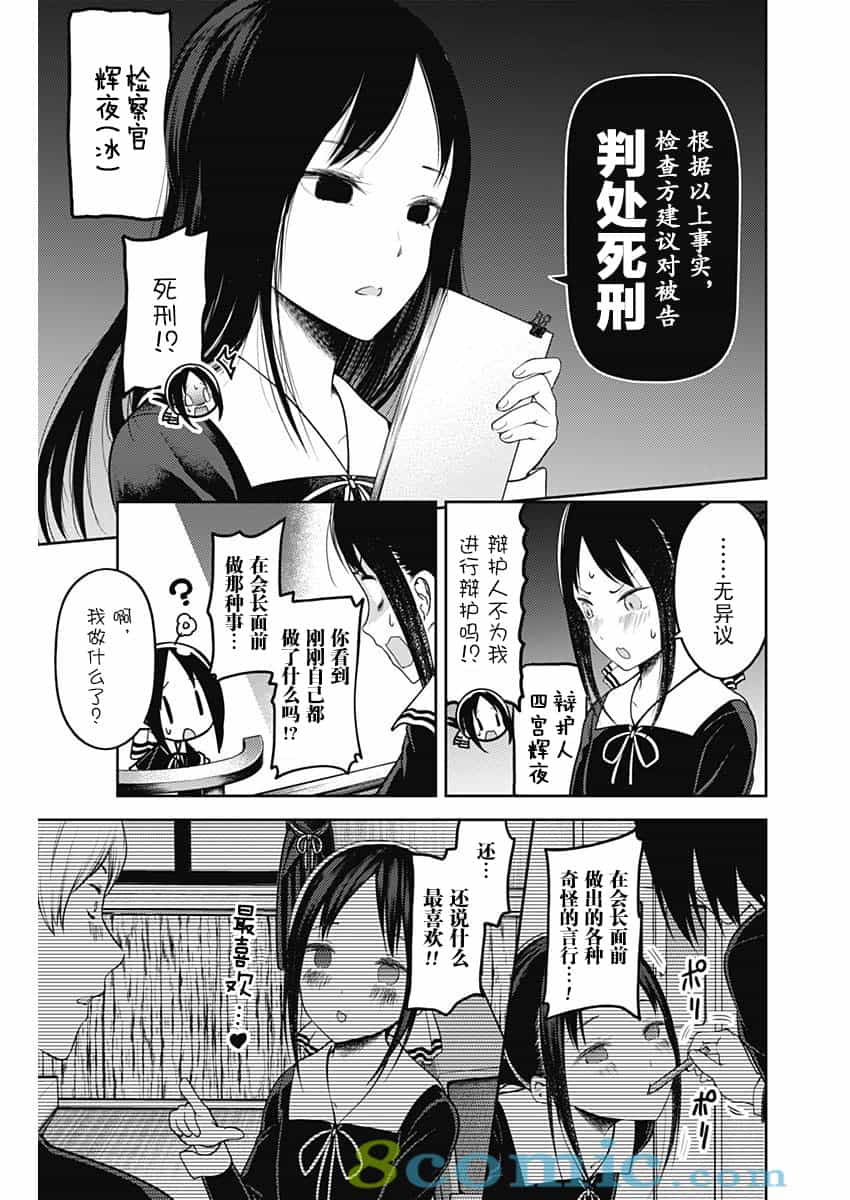 根据以上事实，
检查方建议对被告
判处死刑
检察官
辉夜(冰)
死刑!?
……无异议
辩护人不为我
进行辩护吗!?
辩护人
四宫辉夜
你看到
刚刚自己都
做了什么吗!?
在会长面前
做那种事…
?
啊，
我做什么了?
在会长面前
做出的各种
奇怪的言行…!
ポリ
ポリ
还…
还说什么
最喜欢!!
最喜欢…♥
8comic.com